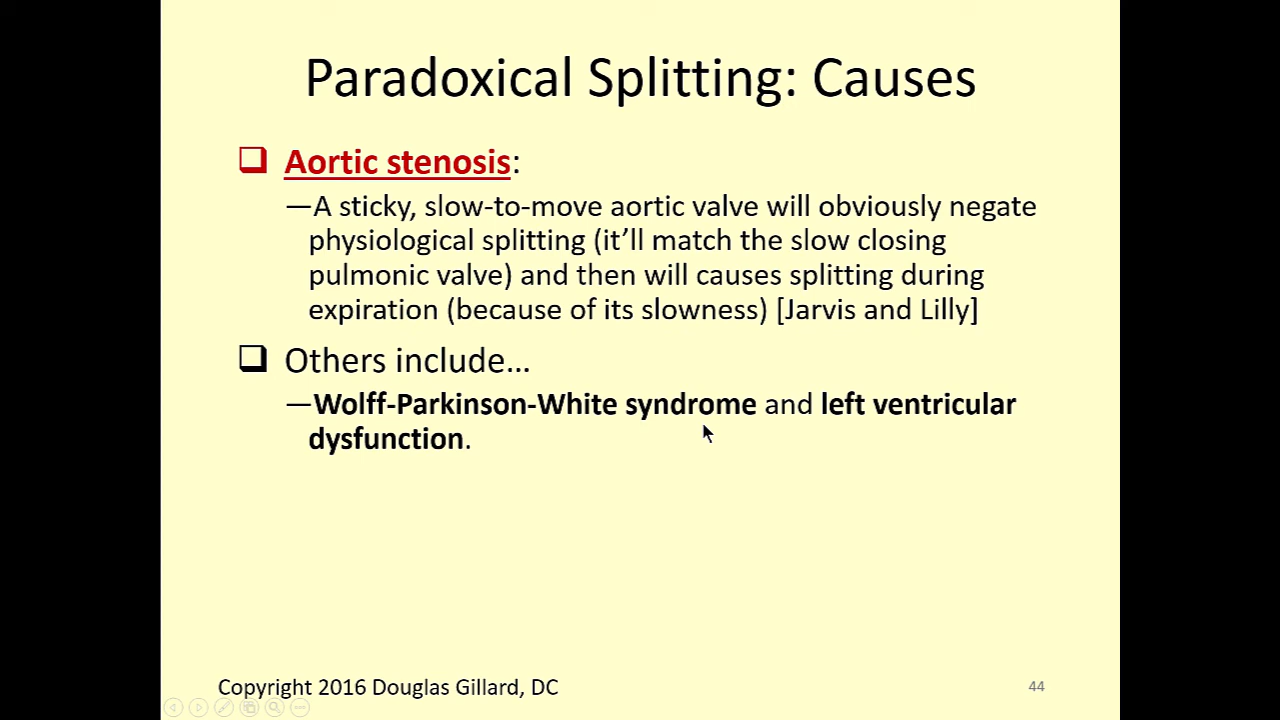 Paradoxical Splitting: Causes
Aortic stenosis:
—A sticky, slow-to-move aortic valve will obviously negate
physiological splitting (it’ll match the slow closing
pulmonic valve) and then will causes splitting during
expiration (because of its slowness) [Jarvis and Lilly]
Others include…
—Wolff-Parkinson-White syndrome and left ventricular
dysfunction.
Copyright 2016 Douglas Gillard, DC
44